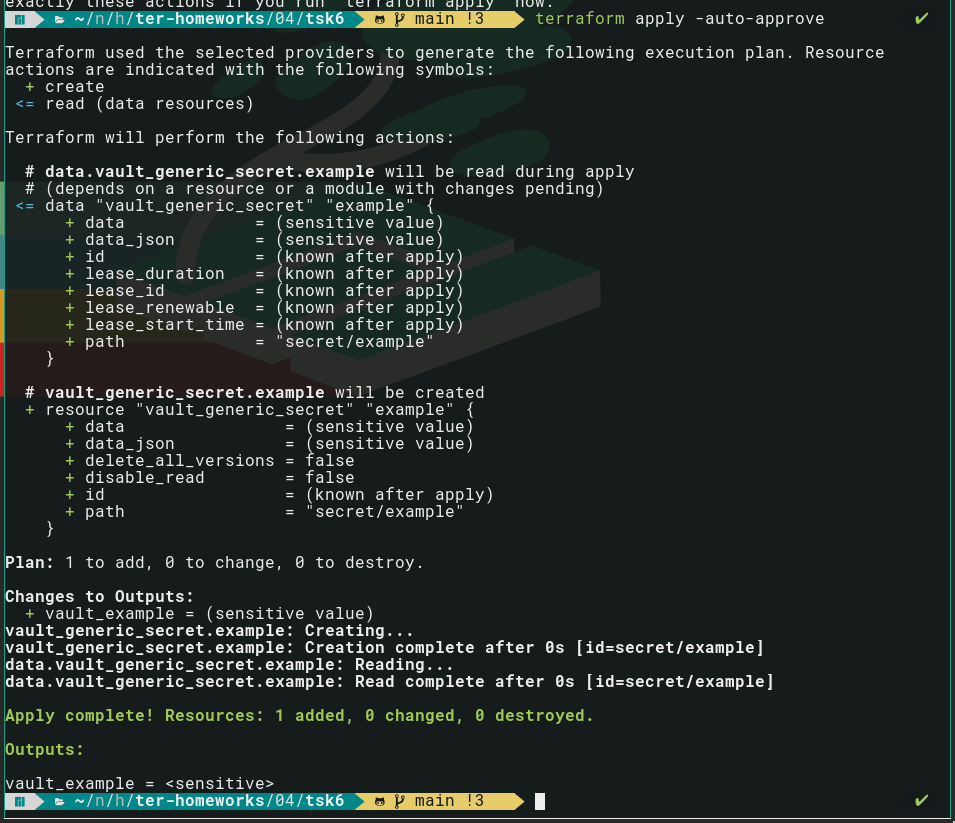 exactly these actions if you run "terraform apply" now.
~/n/h/ter-homeworks/04/tsk6 main !3 terraform apply -auto-approve ✔
Terraform used the selected providers to generate the following execution plan. Resource
actions are indicated with the following symbols:
+ create
<= read (data resources)
Terraform will perform the following actions:
# data.vault_generic_secret.example will be read during apply
# (depends on a resource or a module with changes pending)
<= data "vault_generic_secret" "example" {
+ data = (sensitive value)
+ data_json = (sensitive value)
+ id = (known after apply)
+ lease_duration = (known after apply)
+ lease_id = (known after apply)
+ lease_renewable = (known after apply)
+ lease_start_time = (known after apply)
+ path = "secret/example"
}
# vault_generic_secret.example will be created
+ resource "vault_generic_secret" "example" {
+ data = (sensitive value)
+ data_json = (sensitive value)
+ delete_all_versions = false
+ disable_read = false
+ id = (known after apply)
+ path = "secret/example"
}
Plan: 1 to add, 0 to change, 0 to destroy.
Changes to Outputs:
+ vault_example = (sensitive value)
vault_generic_secret.example: Creating...
vault_generic_secret.example: Creation complete after 0s [id=secret/example]
data.vault_generic_secret.example: Reading...
data.vault_generic_secret.example: Read complete after 0s [id=secret/example]
Apply complete! Resources: 1 added, 0 changed, 0 destroyed.
Outputs:
vault_example = <sensitive>
~/n/h/ter-homeworks/04/tsk6 main !3 ✔